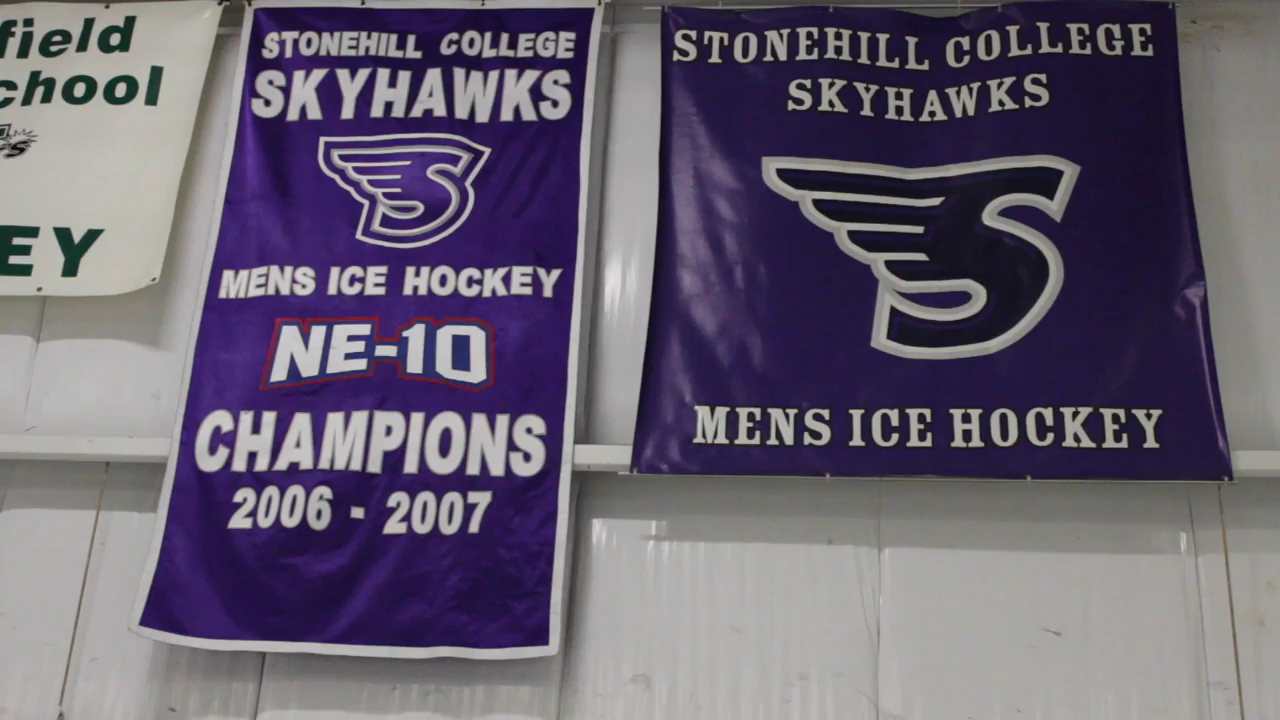 field
chool
EY
STONEHILL COLLEGE
SKYHAWKS
S
MENS ICE HOCKEY
NE-10
CHAMPIONS
2006 - 2007
STONEHILL COLLEGE
SKYHAWKS
S
MENS ICE HOCKEY